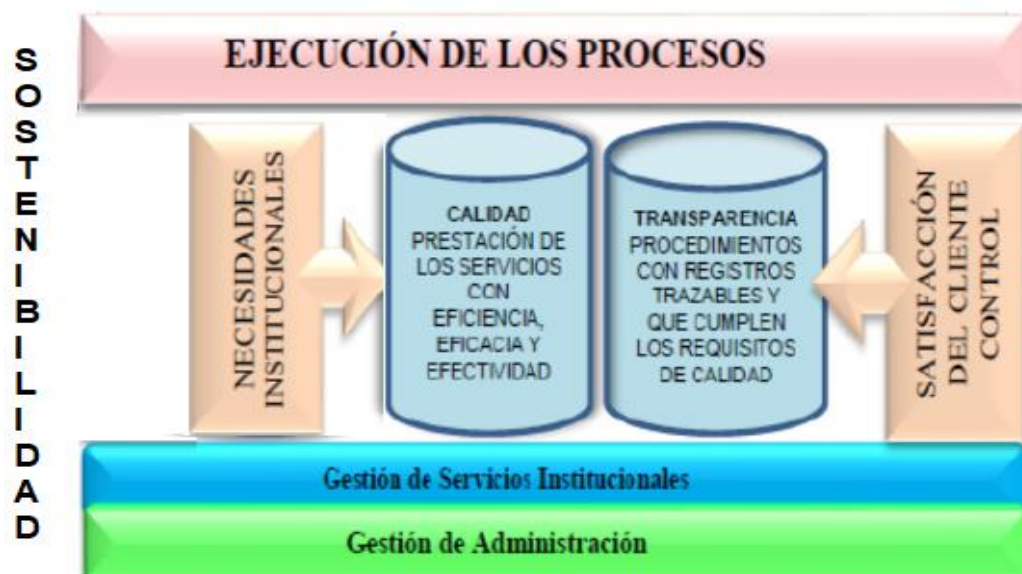 SOSTENIBILIDAD
EJECUCIÓN DE LOS PROCESOS
NECESIDADES
INSTITUCIONALES
CALIDAD
PRESTACIÓN DE
LOS SERVICIOS
CON
EFICIENCIA,
EFICACIA Y
EFECTIVIDAD
TRANSPARENCIA
PROCEDIMIENTOS
CON REGISTROS
TRAZABLES Y
QUE CUMPLEN
LOS REQUISITOS
DE CALIDAD
SATISFACCIÓN
DEL CLIENTE
CONTROL
Gestión de Servicios Institucionales
Gestión de Administración